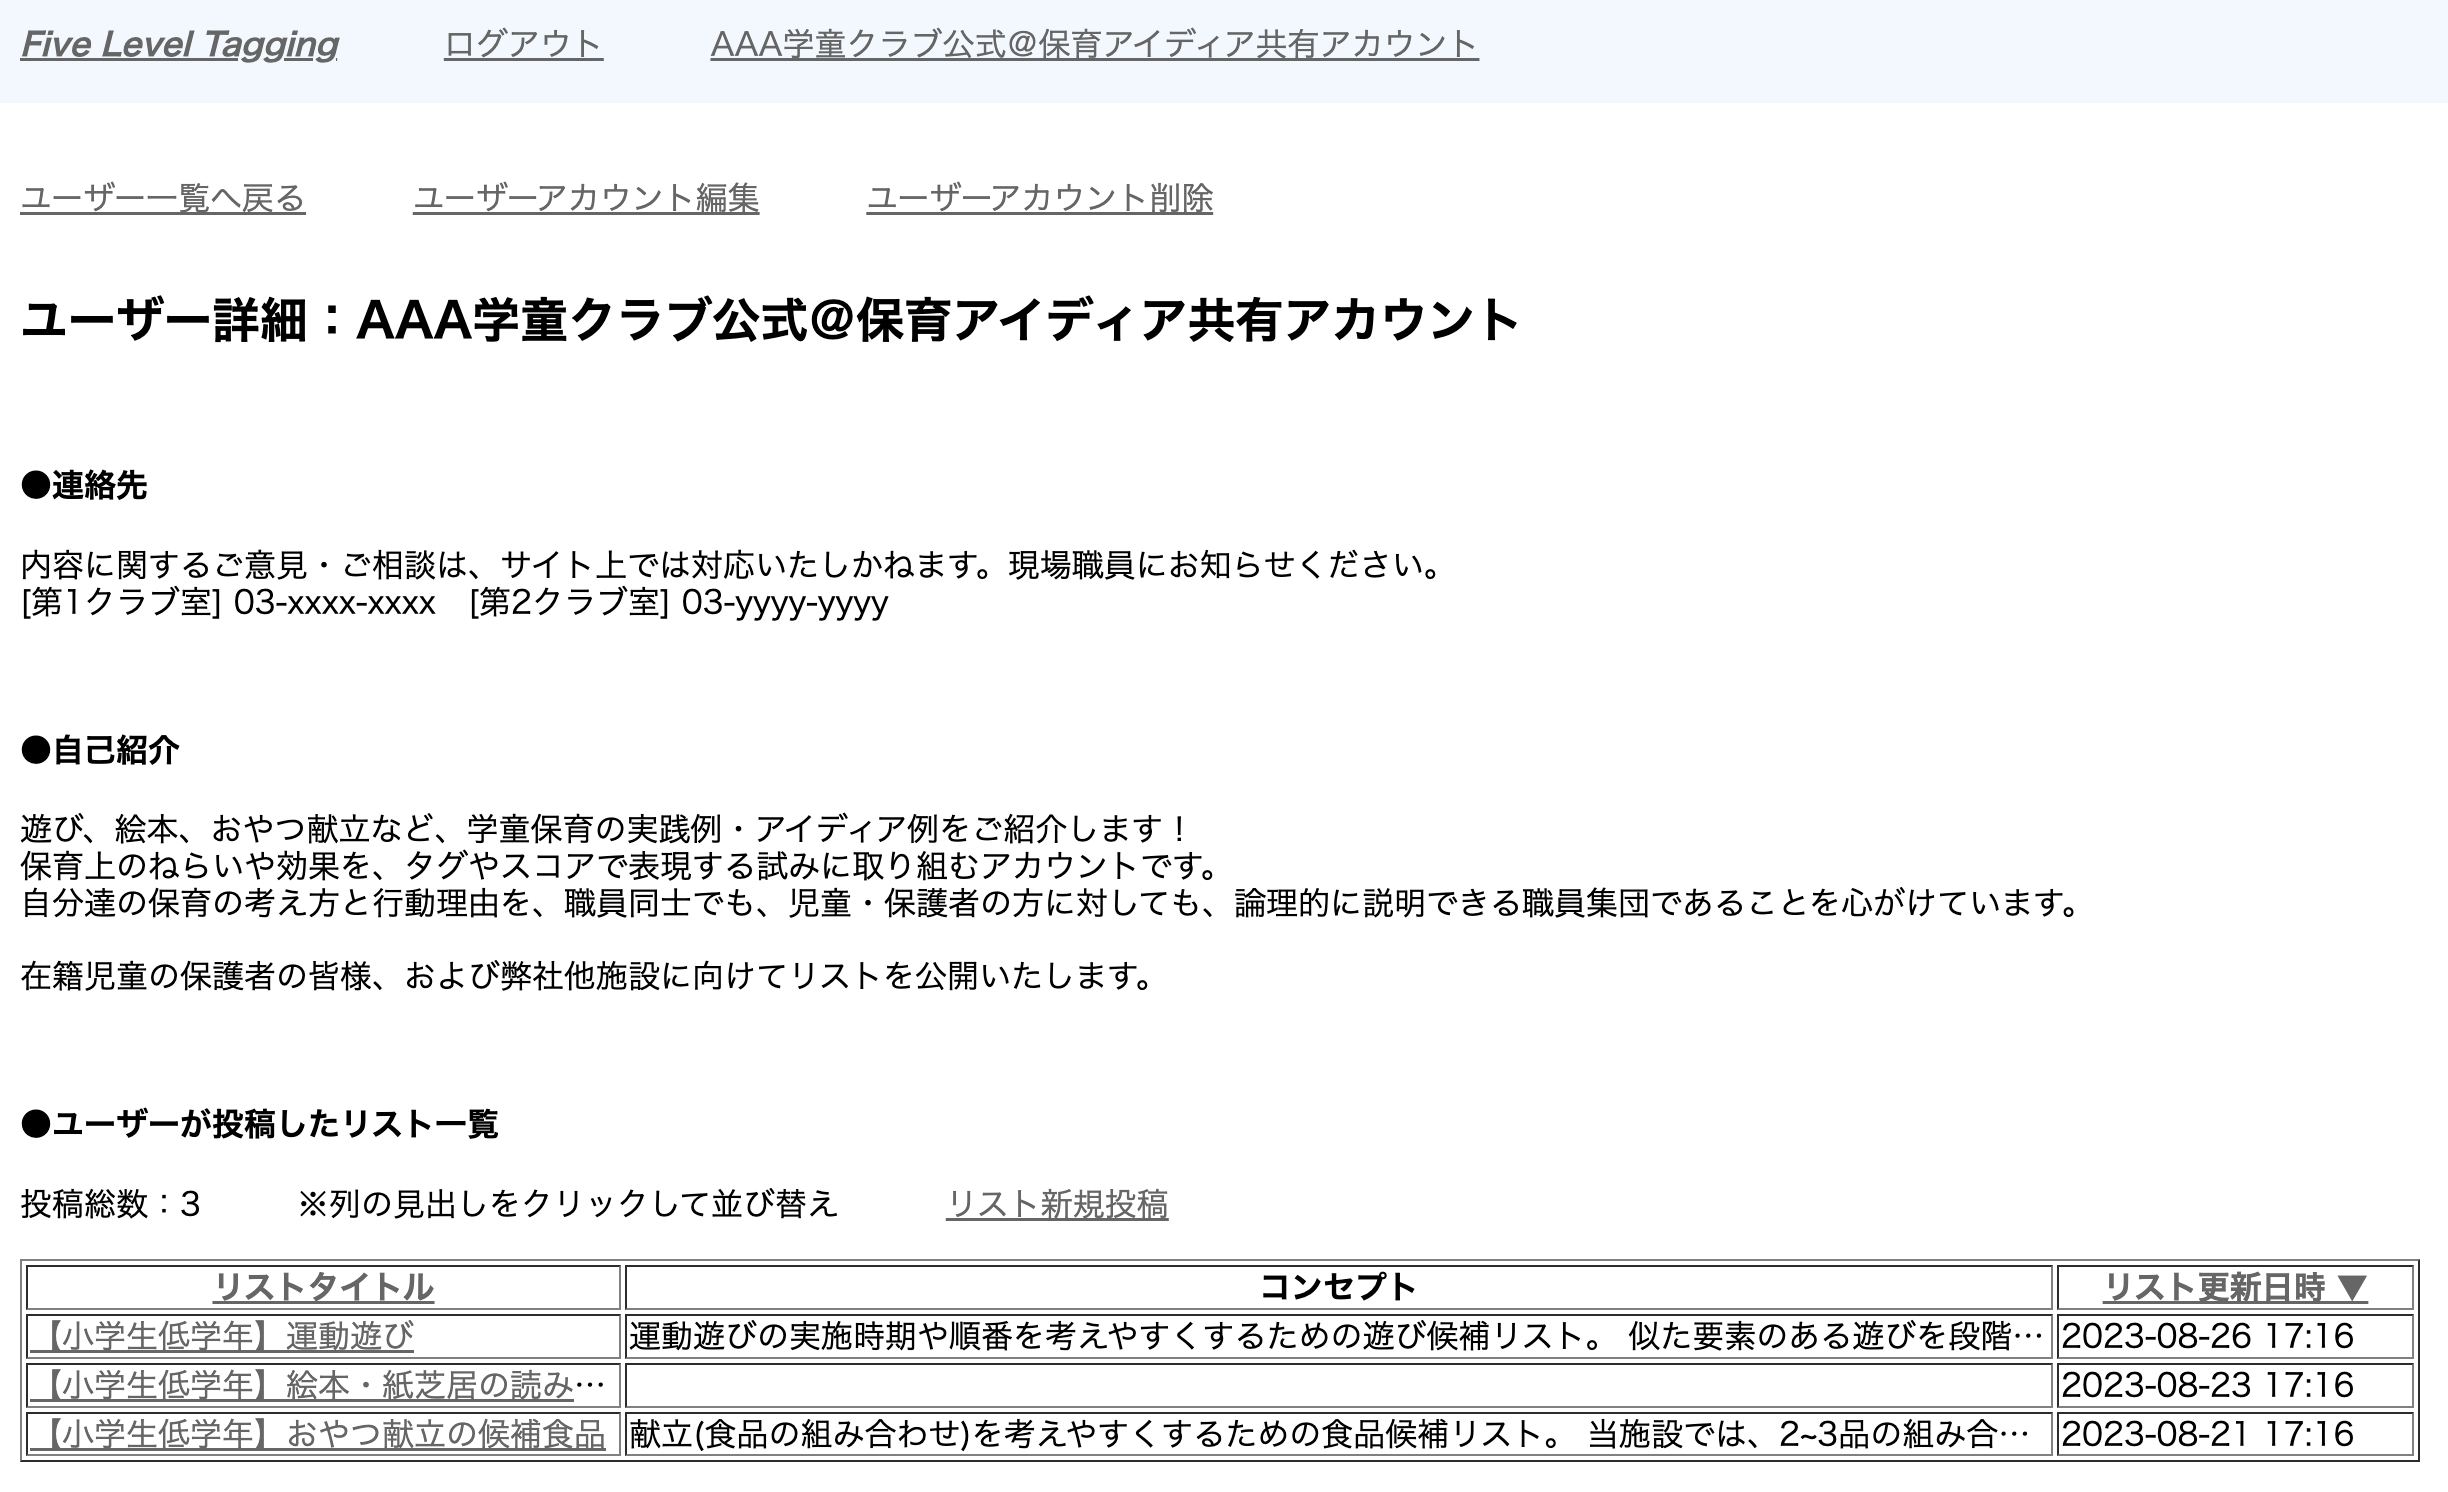 Five Level Tagging ログアウト AAA学童クラブ公式＠保育アイディア共有アカウント
ユーザー一覧へ戻る ユーザーアカウント編集 ユーザーアカウント削除
ユーザー詳細：AAA学童クラブ公式＠保育アイディア共有アカウント
●連絡先
内容に関するご意見・ご相談は、サイト上では対応いたしかねます。現場職員にお知らせください。
[第1クラブ室] 03-xxxx-xxxx　[第2クラブ室] 03-yyyy-yyyy
●自己紹介
遊び、絵本、おやつ献立など、学童保育の実践例・アイディア例をご紹介します！
保育上のねらいや効果を、タグやスコアで表現する試みに取り組むアカウントです。
自分達の保育の考え方と行動理由を、職員同士でも、児童・保護者の方に対しても、論理的に説明できる職員集団であることを心がけています。
在籍児童の保護者の皆様、および弊社他施設に向けてリストを公開いたします。
●ユーザーが投稿したリスト一覧
投稿総数：3 ※列の見出しをクリックして並び替え リスト新規投稿
リストタイトル コンセプト リスト更新日時 ▼
【小学生低学年】運動遊び 運動遊びの実施時期や順番を考えやすくするための遊び候補リスト。 似た要素のある遊びを段階… 2023-08-26 17:16
【小学生低学年】絵本・紙芝居の読み… 2023-08-23 17:16
【小学生低学年】おやつ献立の候補食品 献立(食品の組み合わせ)を考えやすくするための食品候補リスト。 当施設では、2~3品の組み合… 2023-08-21 17:16